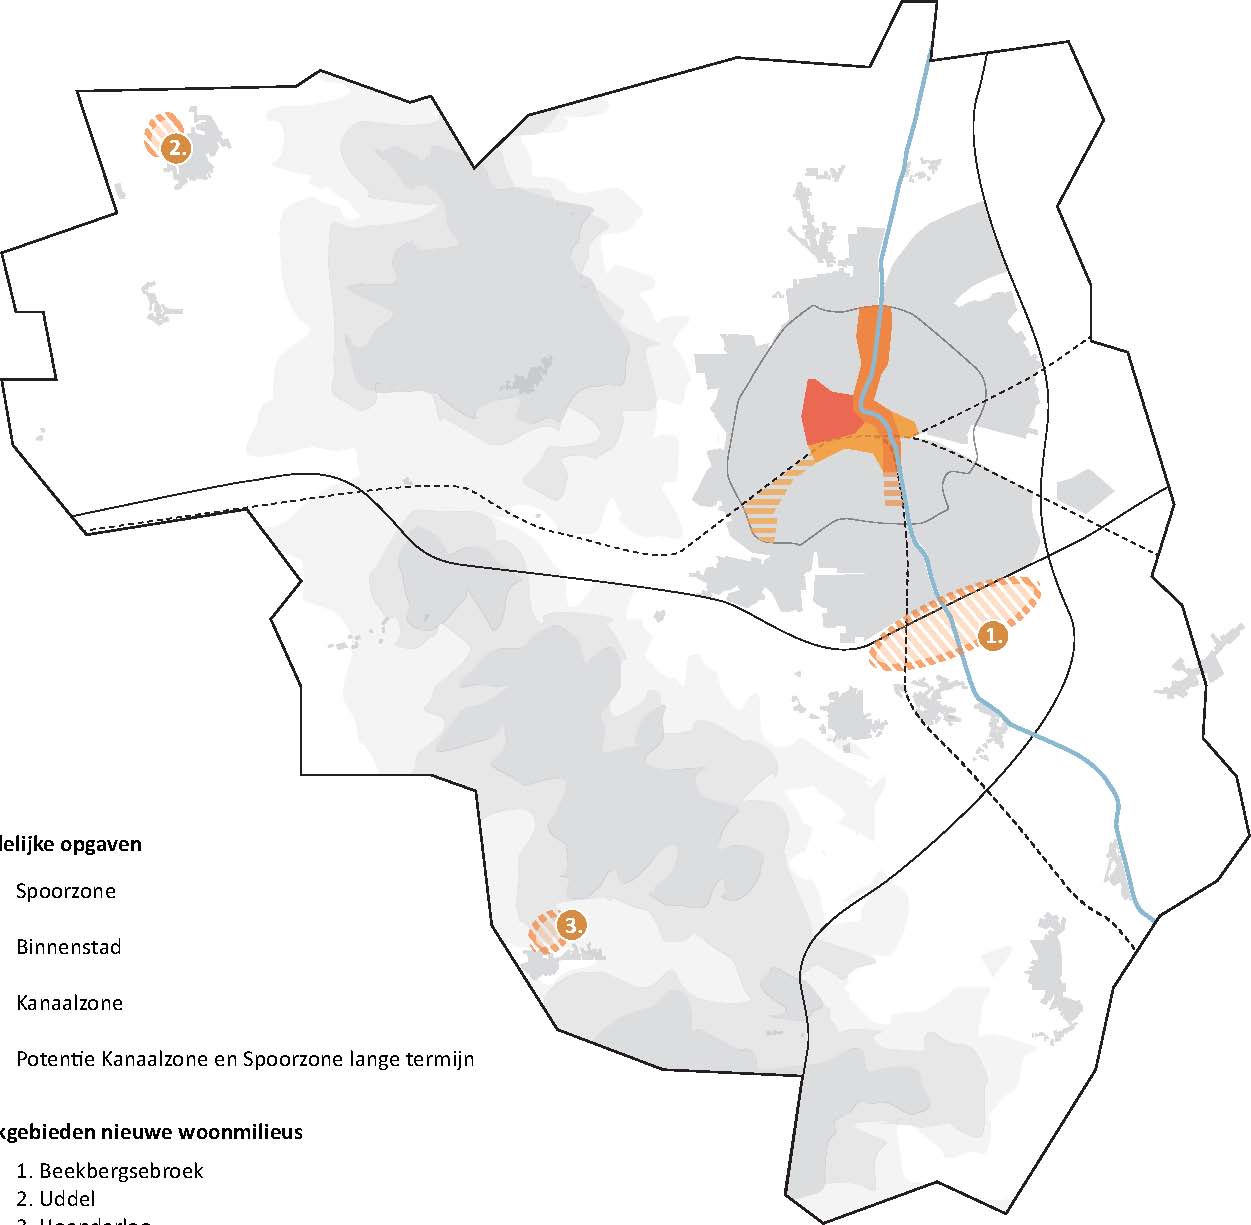 2.
1.
3.
delijke opgaven
Spoorzone
Binnenstad
Kanaalzone
Potentie Kanaalzone en Spoorzone lange termijn
kgebieden nieuwe woonmilieus
1. Beekbergsebroek
2. Uddel